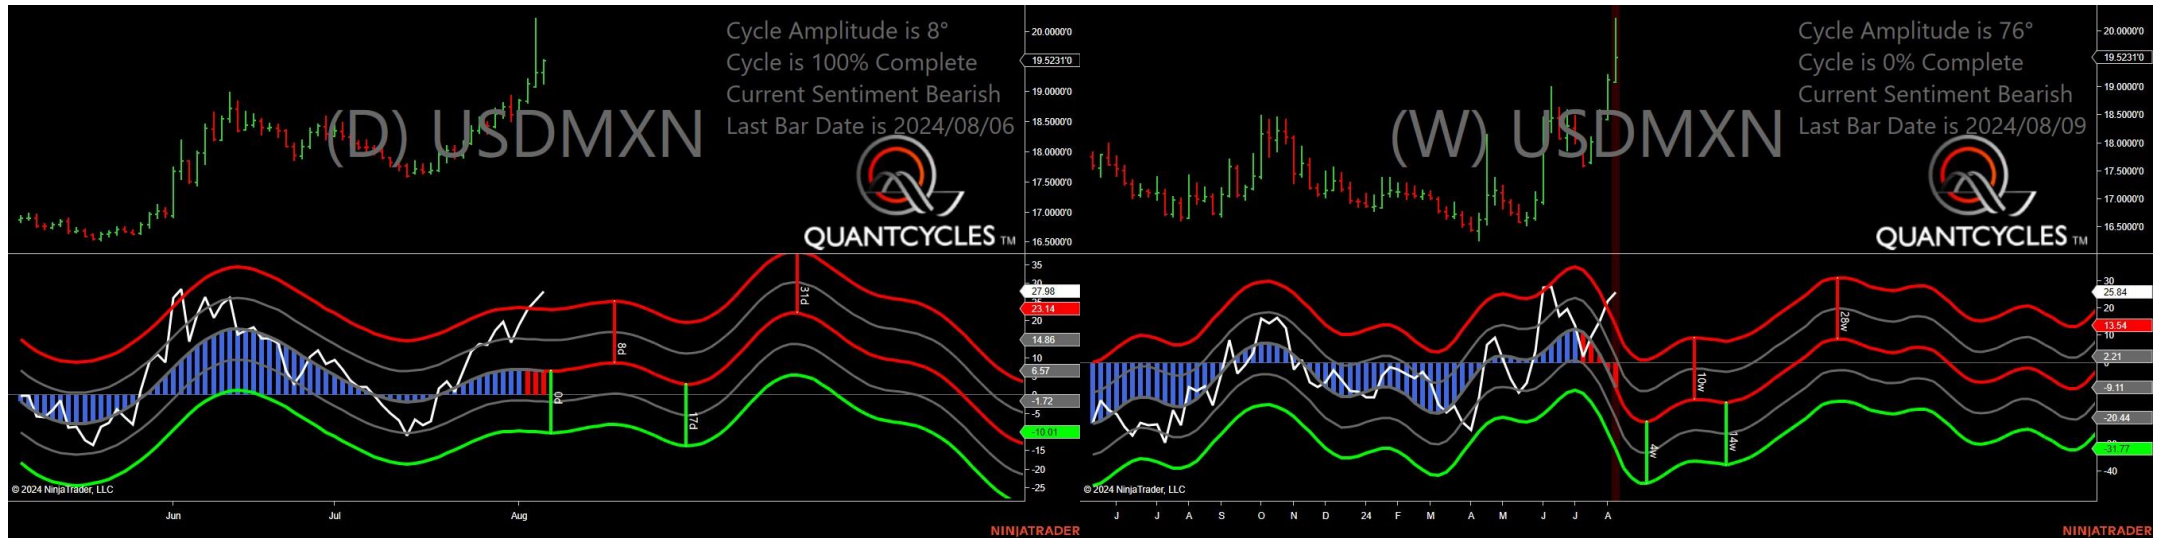 Cycle Amplitude is 8°
Cycle is 100% Complete
Current Sentiment Bearish
Last Bar Date is 2024/08/06
(D) USDMXN
QUANTCYCLES TM
20.0000'0
19.5231'0
19.0000'0
18.5000'0
18.0000'0
17.5000'0
17.0000'0
16.5000'0
35
30
27.98
23.14
20
14.86
10
6.57
-1.72
-5
-10.01
-15
-20
-25
8d
31d
0d
17d
© 2024 NinjaTrader, LLC
Jun Jul Aug
NINJATRADER
Cycle Amplitude is 76°
Cycle is 0% Complete
Current Sentiment Bearish
Last Bar Date is 2024/08/09
(W) USDMXN
QUANTCYCLES TM
20.0000'0
19.5231'0
19.0000'0
18.5000'0
18.0000'0
17.5000'0
17.0000'0
16.5000'0
30
25.84
20
13.54
10
2.21
-9.11
-20.44
-31.77
-40
28w
10w
4w
14w
© 2024 NinjaTrader, LLC
J J A S O N D 24 F M A M J J A
NINJATRADER